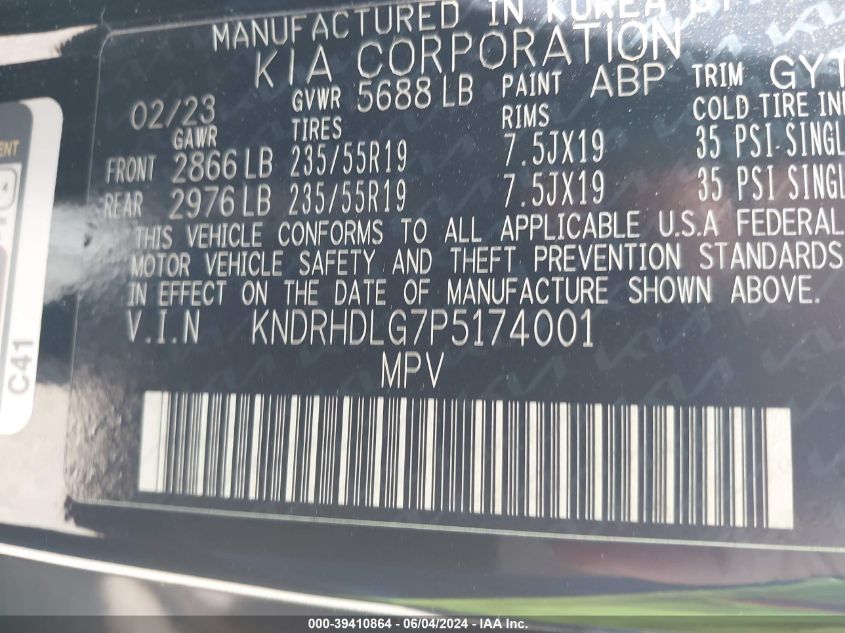 MANUFACTURED IN KOREA BY
KIA CORPORATION
02/23 GVWR 5688 LB PAINT ABP TRIM GYT
GAWR TIRES RIMS COLD TIRE
FRONT 2866 LB 235/55R19 7.5JX19 35 PSI SINGL
REAR 2976 LB 235/55R19 7.5JX19 35 PSI SINGL
THIS VEHICLE CONFORMS TO ALL APPLICABLE U.S.A FEDERAL
MOTOR VEHICLE SAFETY AND THEFT PREVENTION STANDARDS
IN EFFECT ON THE DATE OF MANUFACTURE SHOWN ABOVE.
V.I.N KNDRHDLG7P5174001
MPV
C41
000-39410864 - 06/04/2024 - IAA Inc.